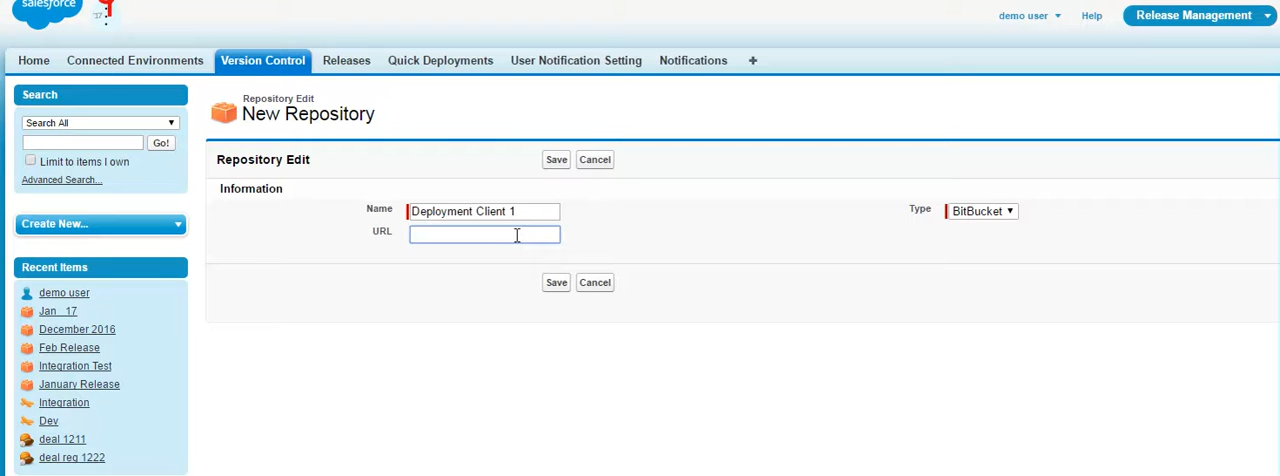 salesforce
'17
demo user
Help
Release Management
Home
Connected Environments
Version Control
Releases
Quick Deployments
User Notification Setting
Notifications
+
Search
Search All
Go!
Limit to items I own
Advanced Search...
Create New...
Recent Items
demo user
Jan_17
December 2016
Feb Release
Integration Test
January Release
Integration
Dev
deal 1211
deal reg 1222
Repository Edit
New Repository
Repository Edit
Save
Cancel
Information
Name
Deployment Client 1
Type
BitBucket
URL
Save
Cancel